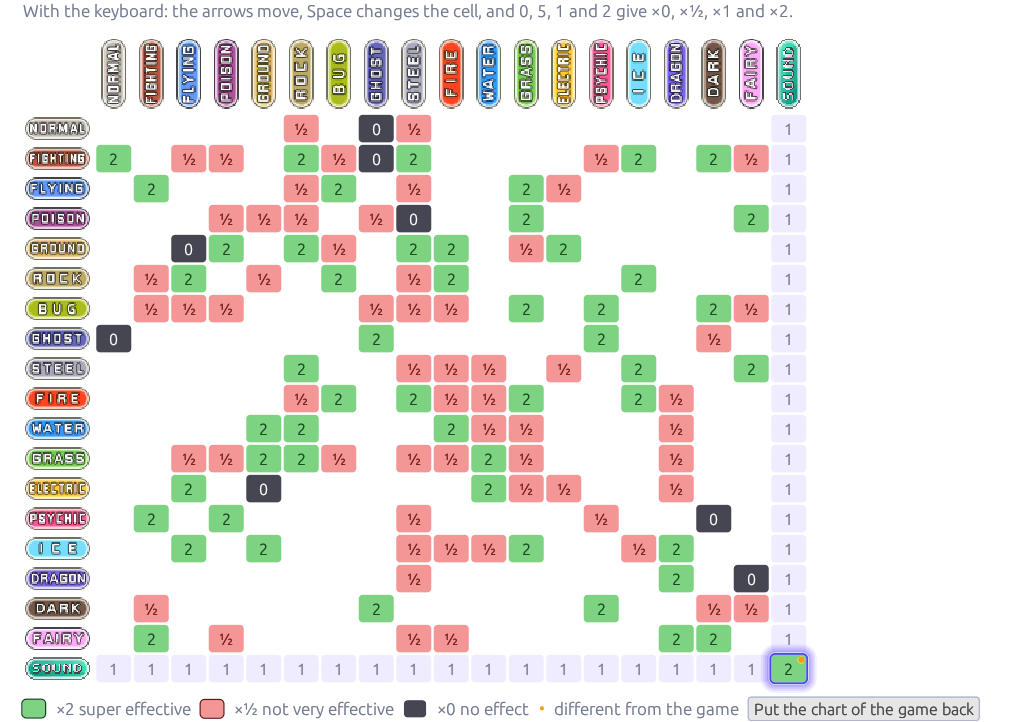 With the keyboard: the arrows move, Space changes the cell, and 0, 5, 1 and 2 give ×0, ×½, ×1 and ×2.
NORMAL FIGHTING FLYING POISON GROUND ROCK BUG GHOST STEEL FIRE WATER GRASS ELECTRIC PSYCHIC ICE DRAGON DARK FAIRY SOUND
NORMAL ½ 0 ½ 1
FIGHTING 2 ½ ½ 2 ½ 0 2 ½ 2 2 ½ 1
FLYING 2 ½ 2 ½ 2 ½ 1
POISON ½ ½ ½ ½ 0 2 2 1
GROUND 0 2 2 ½ 2 2 ½ 2 1
ROCK ½ 2 ½ 2 ½ 2 2 1
BUG ½ ½ ½ ½ ½ ½ 2 2 2 ½ 1
GHOST 0 2 2 ½ 1
STEEL 2 ½ ½ ½ ½ 2 2 1
FIRE ½ 2 2 ½ ½ 2 2 ½ 1
WATER 2 2 2 ½ ½ ½ 1
GRASS ½ ½ 2 2 ½ ½ ½ 2 ½ ½ 1
ELECTRIC 2 0 2 ½ ½ ½ 1
PSYCHIC 2 2 ½ ½ 0 1
ICE 2 2 ½ ½ ½ 2 ½ 2 1
DRAGON ½ 2 0 1
DARK ½ 2 2 ½ ½ 1
FAIRY 2 ½ ½ ½ 2 2 1
SOUND 1 1 1 1 1 1 1 1 1 1 1 1 1 1 1 1 1 1 2
×2 super effective ×½ not very effective ×0 no effect • different from the game Put the chart of the game back